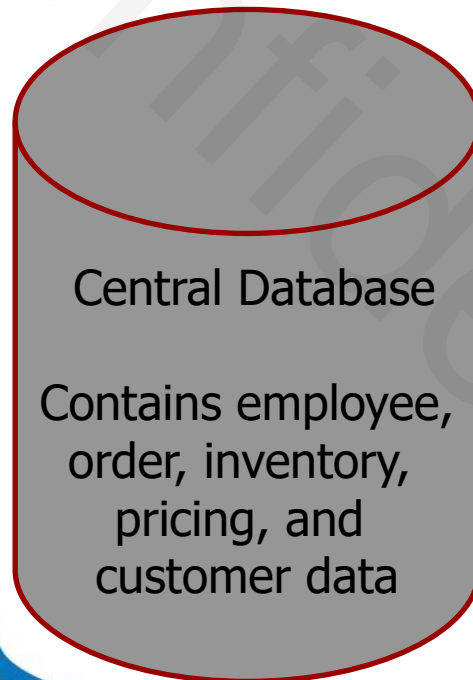 Central Database
Contains employee,
order, inventory,
pricing, and
customer data